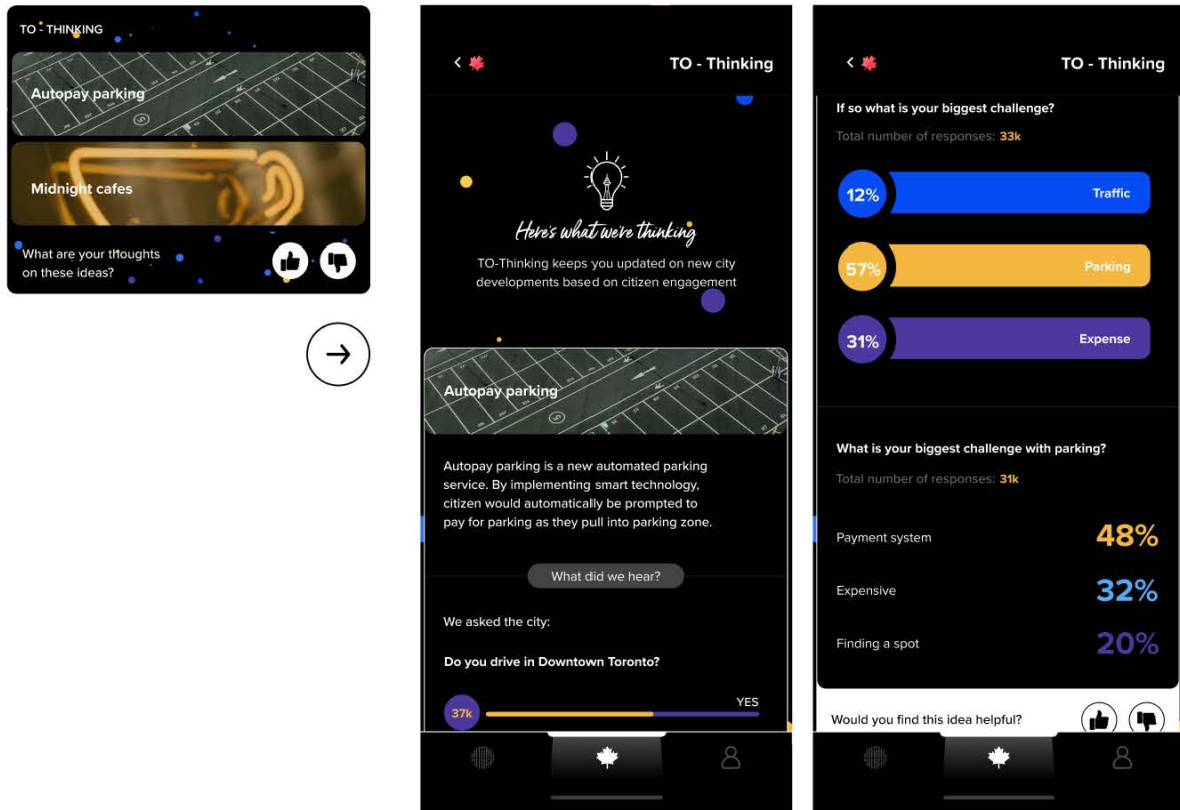 TO - THINKING
Autopay parking
Midnight cafes
What are your thoughts
on these ideas?
TO - Thinking
Here's what we're thinking
TO-Thinking keeps you updated on new city
developments based on citizen engagement
Autopay parking
Autopay parking is a new automated parking
service. By implementing smart technology,
citizen would automatically be prompted to
pay for parking as they pull into parking zone.
What did we hear?
We asked the city:
Do you drive in Downtown Toronto?
37k
YES
TO - Thinking
If so what is your biggest challenge?
Total number of responses: 33k
12% Traffic
57% Parking
31% Expense
What is your biggest challenge with parking?
Total number of responses: 31k
Payment system 48%
Expensive 32%
Finding a spot 20%
Would you find this idea helpful?